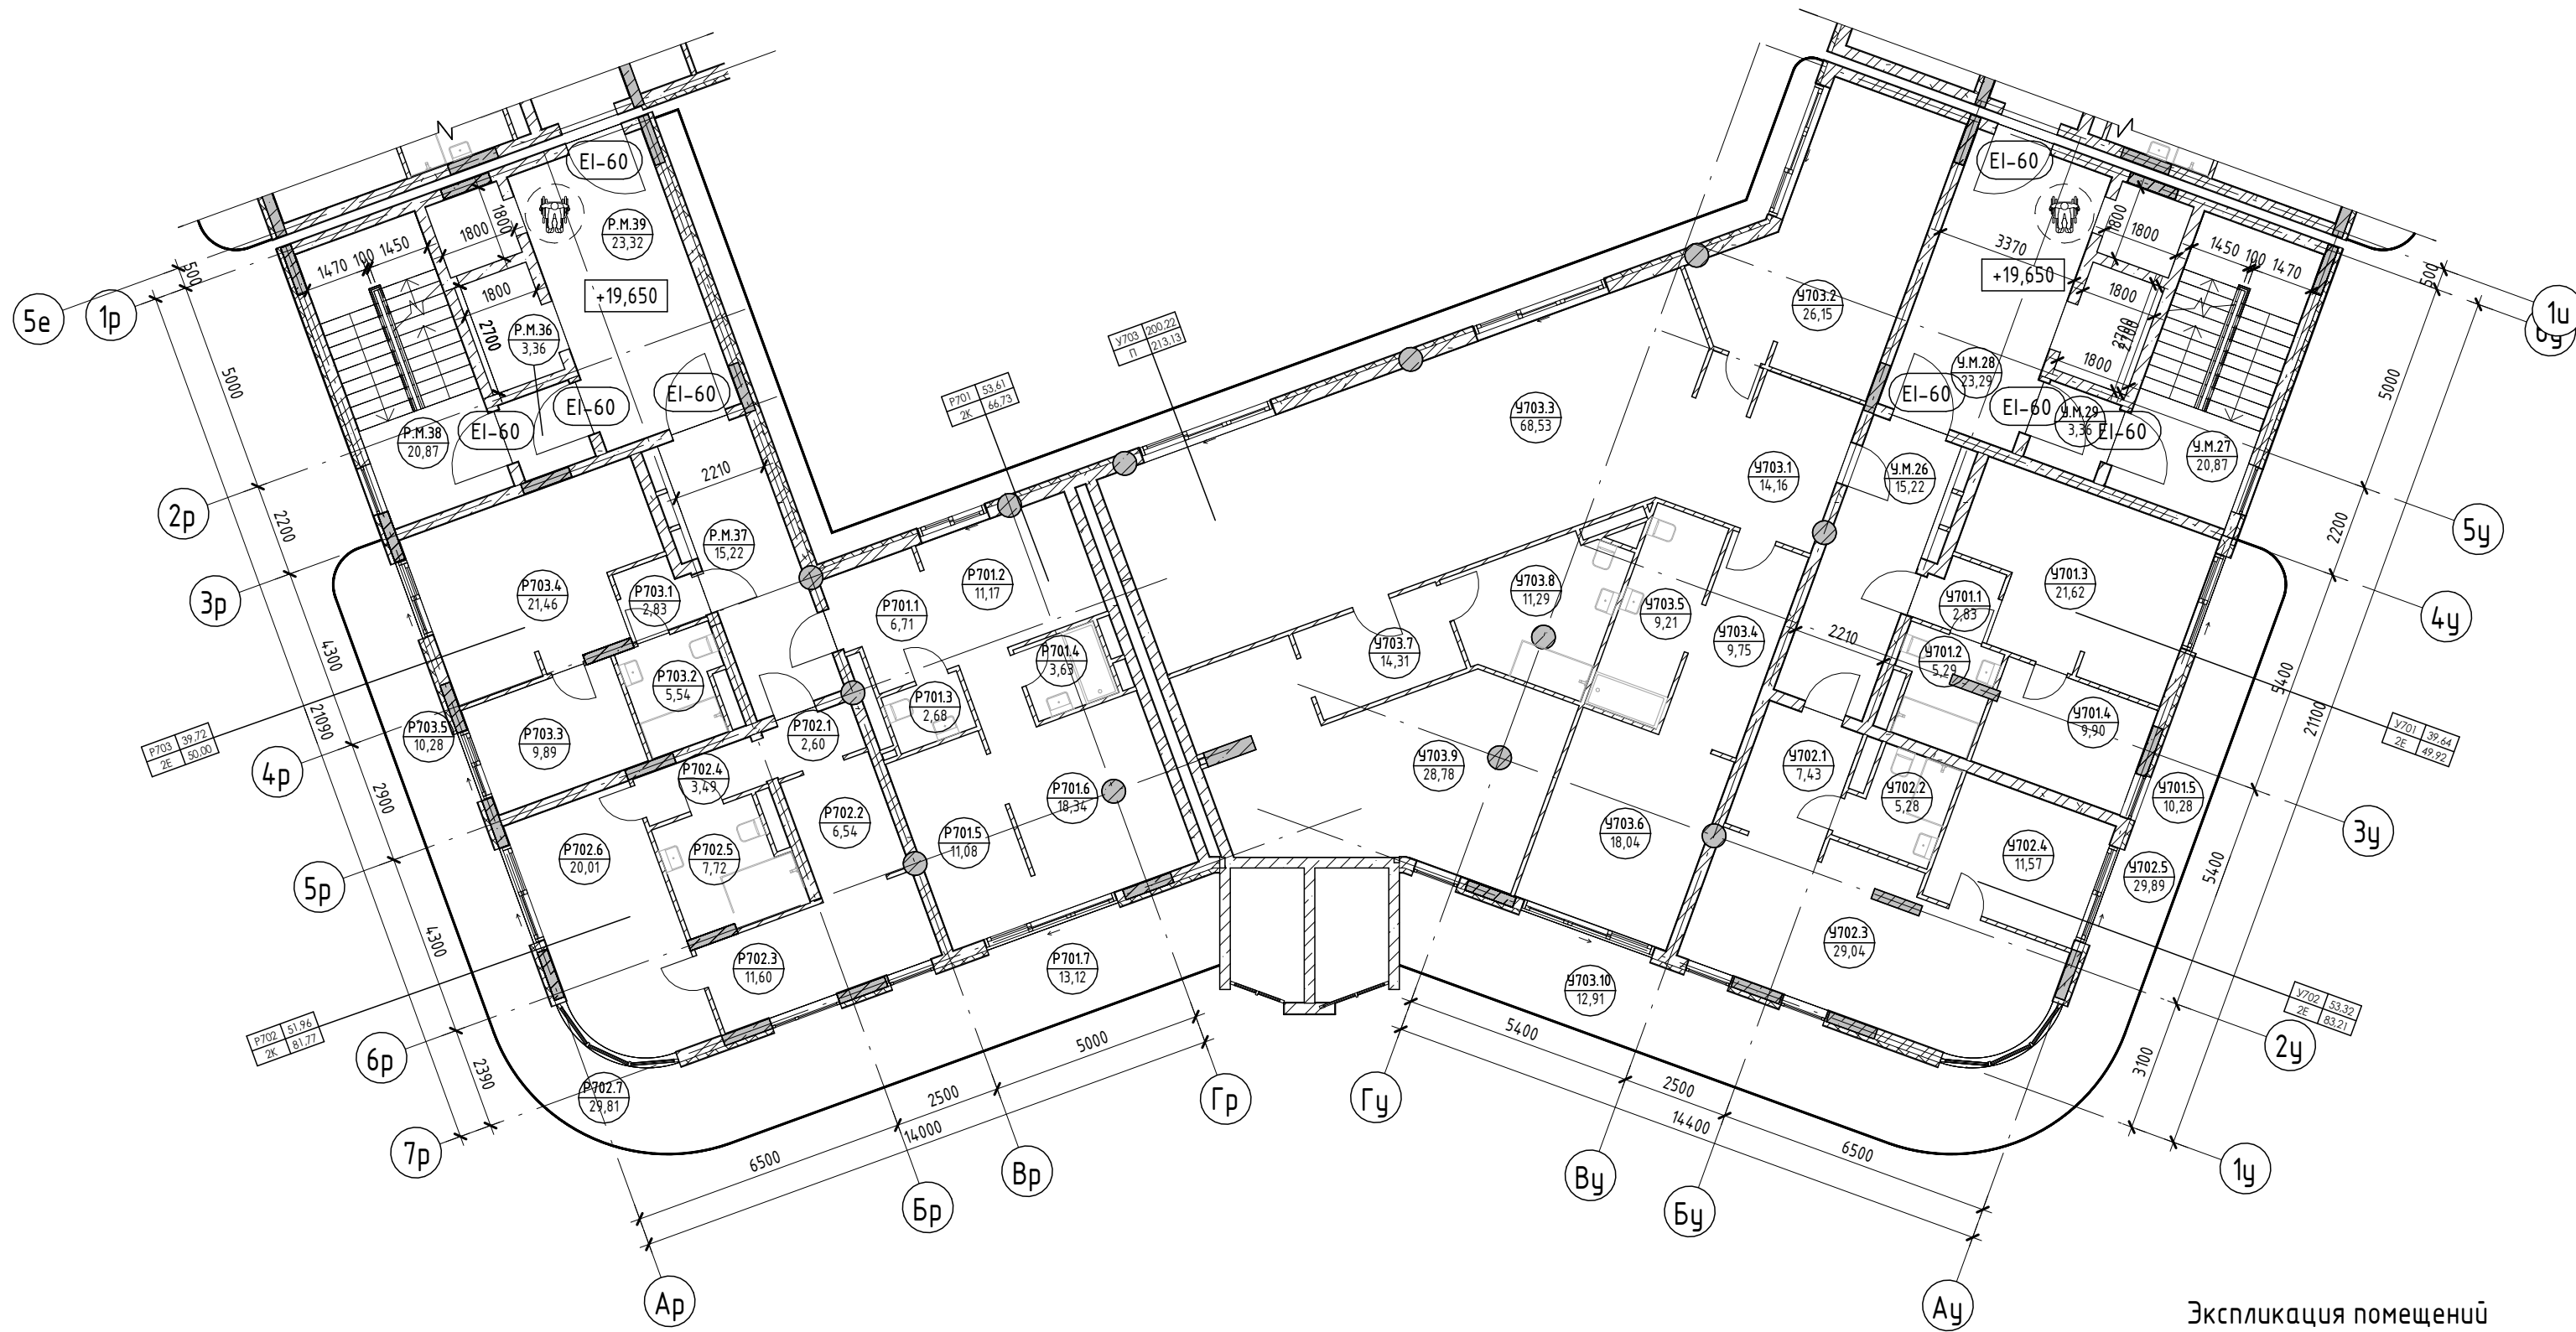 EI-60
EI-60
Р.М.39
23,32
+19,650
1470 100 1450
1800
1800
1800
2700
Р.М.36
3,36
EI-60
EI-60
EI-60
Р.М.38
20,87
2210
Р.М.37
15,22
5е
1р
2р
3р
4р
5р
6р
7р
500
5000
2200
4300
21090
2900
4300
2390
Р703.4
21,46
Р703.1
2,83
Р703.2
5,54
Р703.5
10,28
Р703.3
9,89
Р703 39,72
2Е 50.00
Р702.1
2,60
Р702.4
3,49
Р702.2
6,54
Р702.6
20,01
Р702.5
7,72
Р702.3
11,60
Р702.7
29,81
Р702 51,96
2К 81,77
Р701 53,61
2К 66,73
Р701.1
6,71
Р701.2
11,17
Р701.4
3,63
Р701.3
2,68
Р701.6
18,34
Р701.5
11,08
Р701.7
13,12
6500
2500
5000
14000
Ар
Бр
Вр
Гр
У703 200,22
П 213,13
У703.2
26,15
У703.3
68,53
У703.1
14,16
У703.8
11,29
У703.5
9,21
У703.7
14,31
У703.4
9,75
У703.9
28,78
У703.6
18,04
У703.10
12,91
3370
1800
1800
+19,650
1450 100 1470
1800
1800
2700
У.М.28
23,29
EI-60
EI-60
У.М.29
3,36
EI-60
У.М.27
20,87
У.М.26
15,22
2210
У701.3
21,62
У701.1
2,83
У701.2
5,29
У701.4
9,90
У701.5
10,28
У701 39,64
2Е 49,92
У702.1
7,43
У702.2
5,28
У702.4
11,57
У702.5
29,89
У702.3
29,04
У702 53,32
2Е 83,21
500
5000
2200
5400
21100
5400
3100
1и
6у
5у
4у
3у
2у
1у
5400
2500
14400
6500
Гу
Ву
Бу
Ау
Экспликация помещений